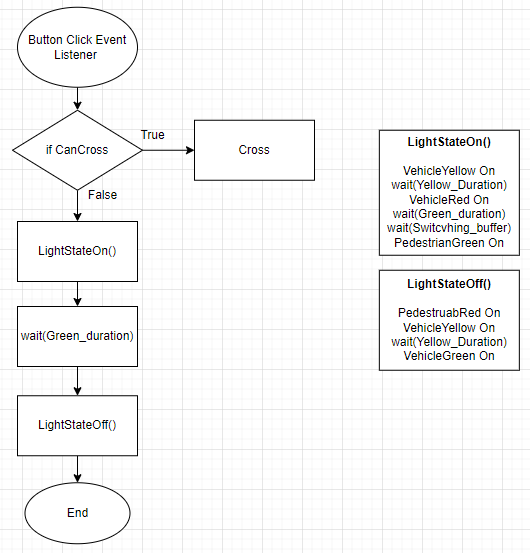 Button Click Event
Listener
if CanCross
True
Cross
False
LightStateOn()
wait(Green_duration)
LightStateOff()
End
LightStateOn()
VehicleYellow On
wait(Yellow_Duration)
VehicleRed On
wait(Green_duration)
wait(Switcvhing_buffer)
PedestrianGreen On
LightStateOff()
PedestruabRed On
VehicleYellow On
wait(Yellow_Duration)
VehicleGreen On